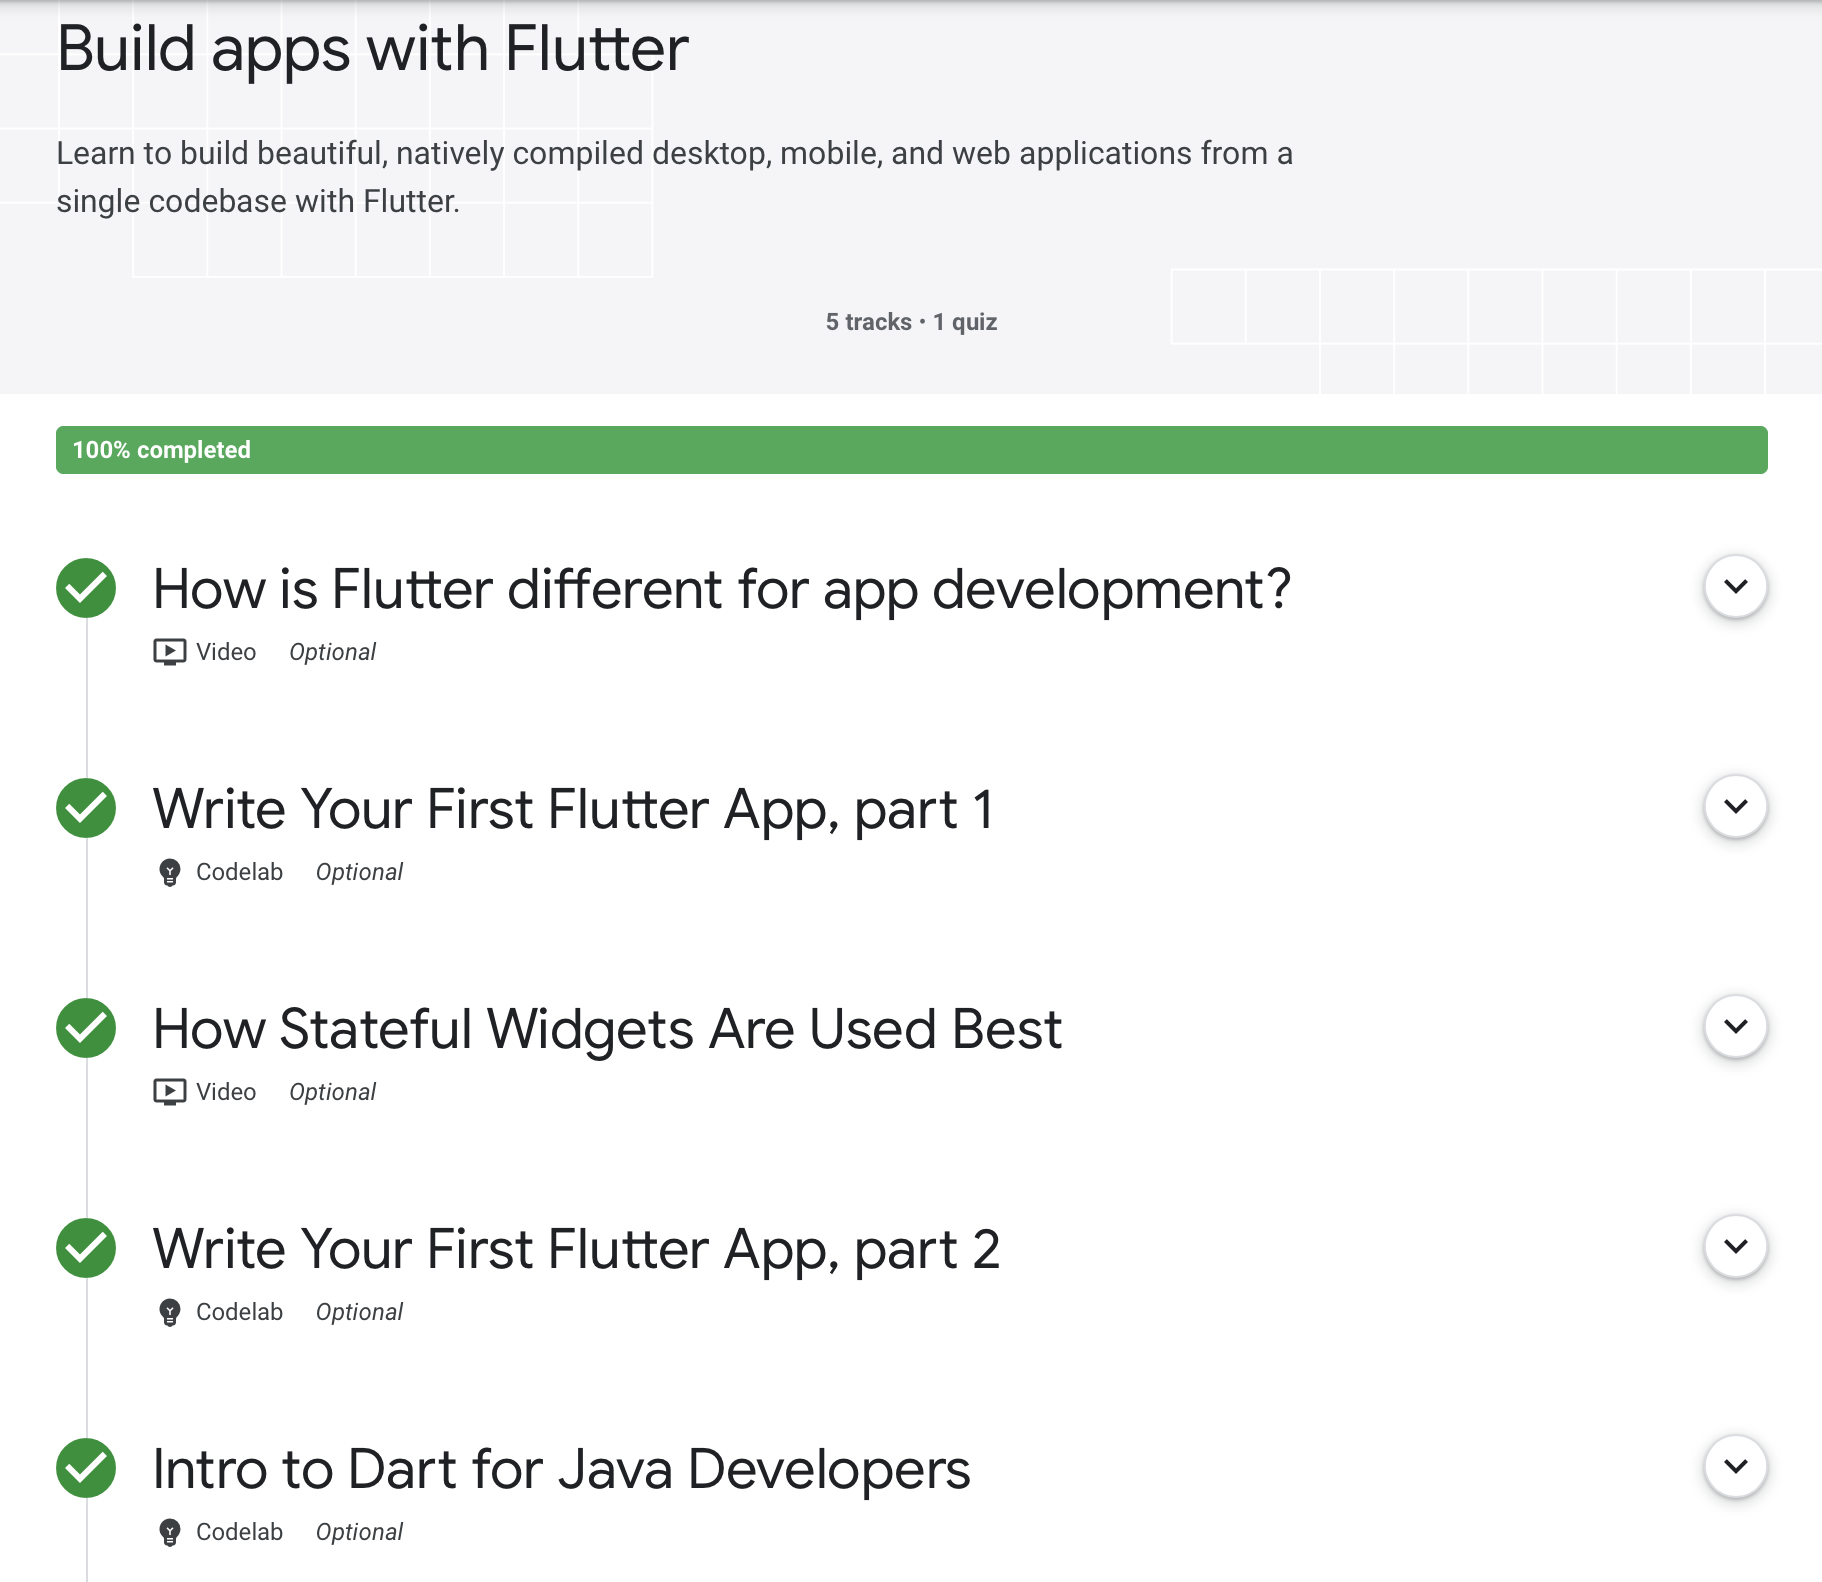 Build apps with Flutter
Learn to build beautiful, natively compiled desktop, mobile, and web applications from a
single codebase with Flutter.
5 tracks • 1 quiz
100% completed
How is Flutter different for app development?
Video Optional
Write Your First Flutter App, part 1
Codelab Optional
How Stateful Widgets Are Used Best
Video Optional
Write Your First Flutter App, part 2
Codelab Optional
Intro to Dart for Java Developers
Codelab Optional